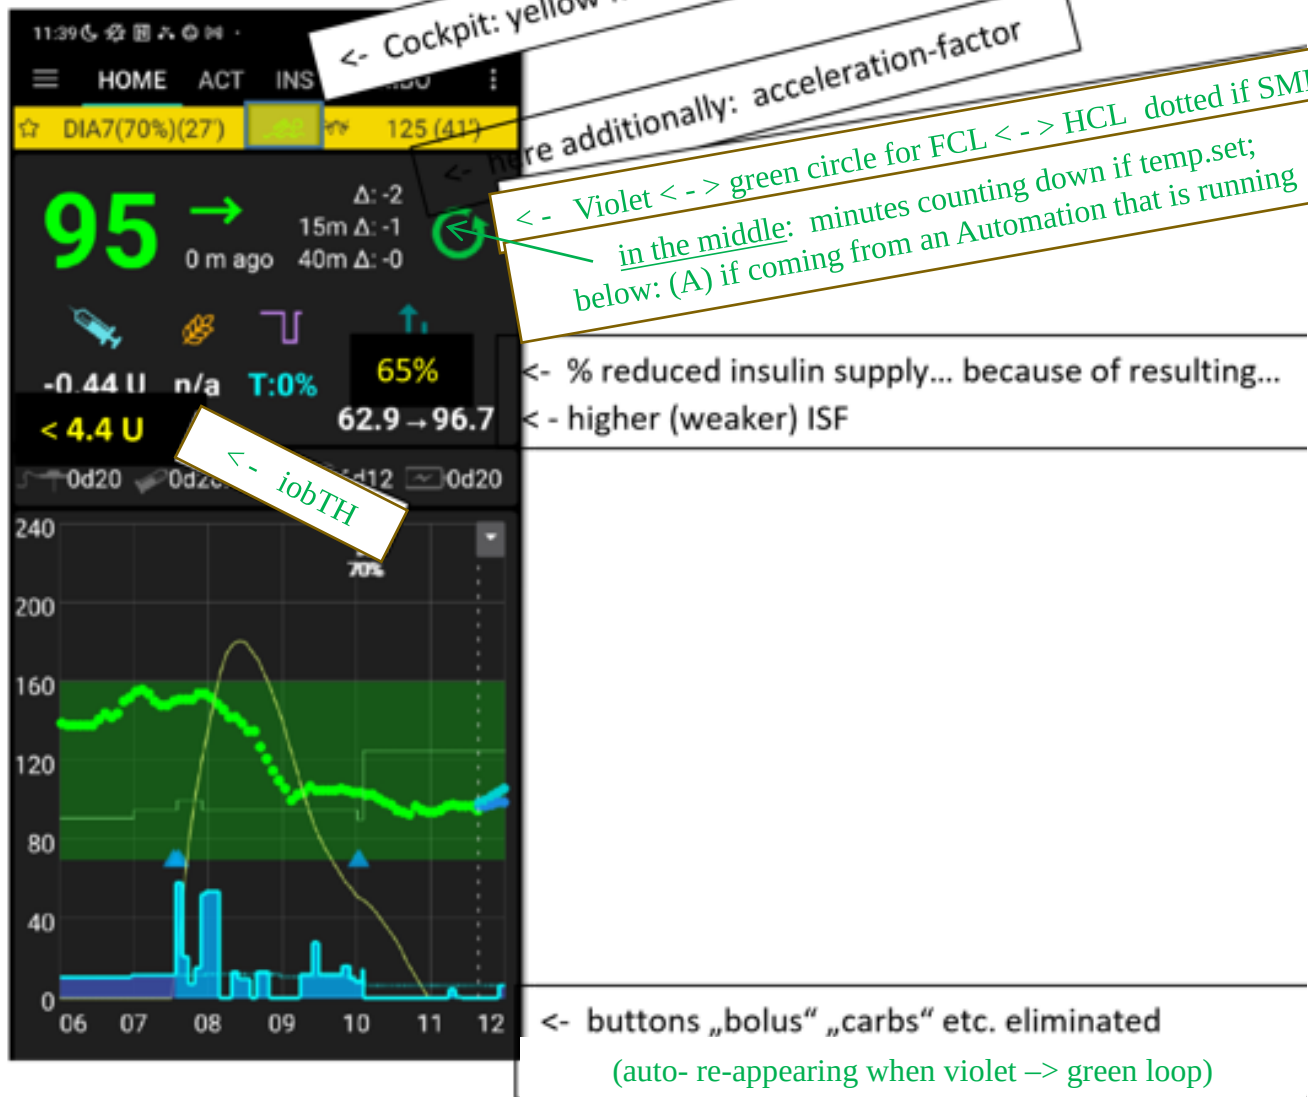 11:39
<- Cockpit: yellow
HOME ACT INS
<- here additionally: acceleration-factor
DIA7(70%)(27') 125 (41')
< - Violet < - > green circle for FCL < - > HCL dotted if
in the middle: minutes counting down if temp.set;
below: (A) if coming from an Automation that is running
95
Δ: -2
15m Δ: -1
0 m ago 40m Δ: -0
-0.44 U n/a T:0%
65%
<- % reduced insulin supply... because of resulting...
< 4.4 U
62.9→96.7
< - higher (weaker) ISF
< - iobTH
0d20 d12 0d20
240
70%
200
160
120
80
40
0
06 07 08 09 10 11 12
<- buttons „bolus“ „carbs“ etc. eliminated
(auto- re-appearing when violet –> green loop)